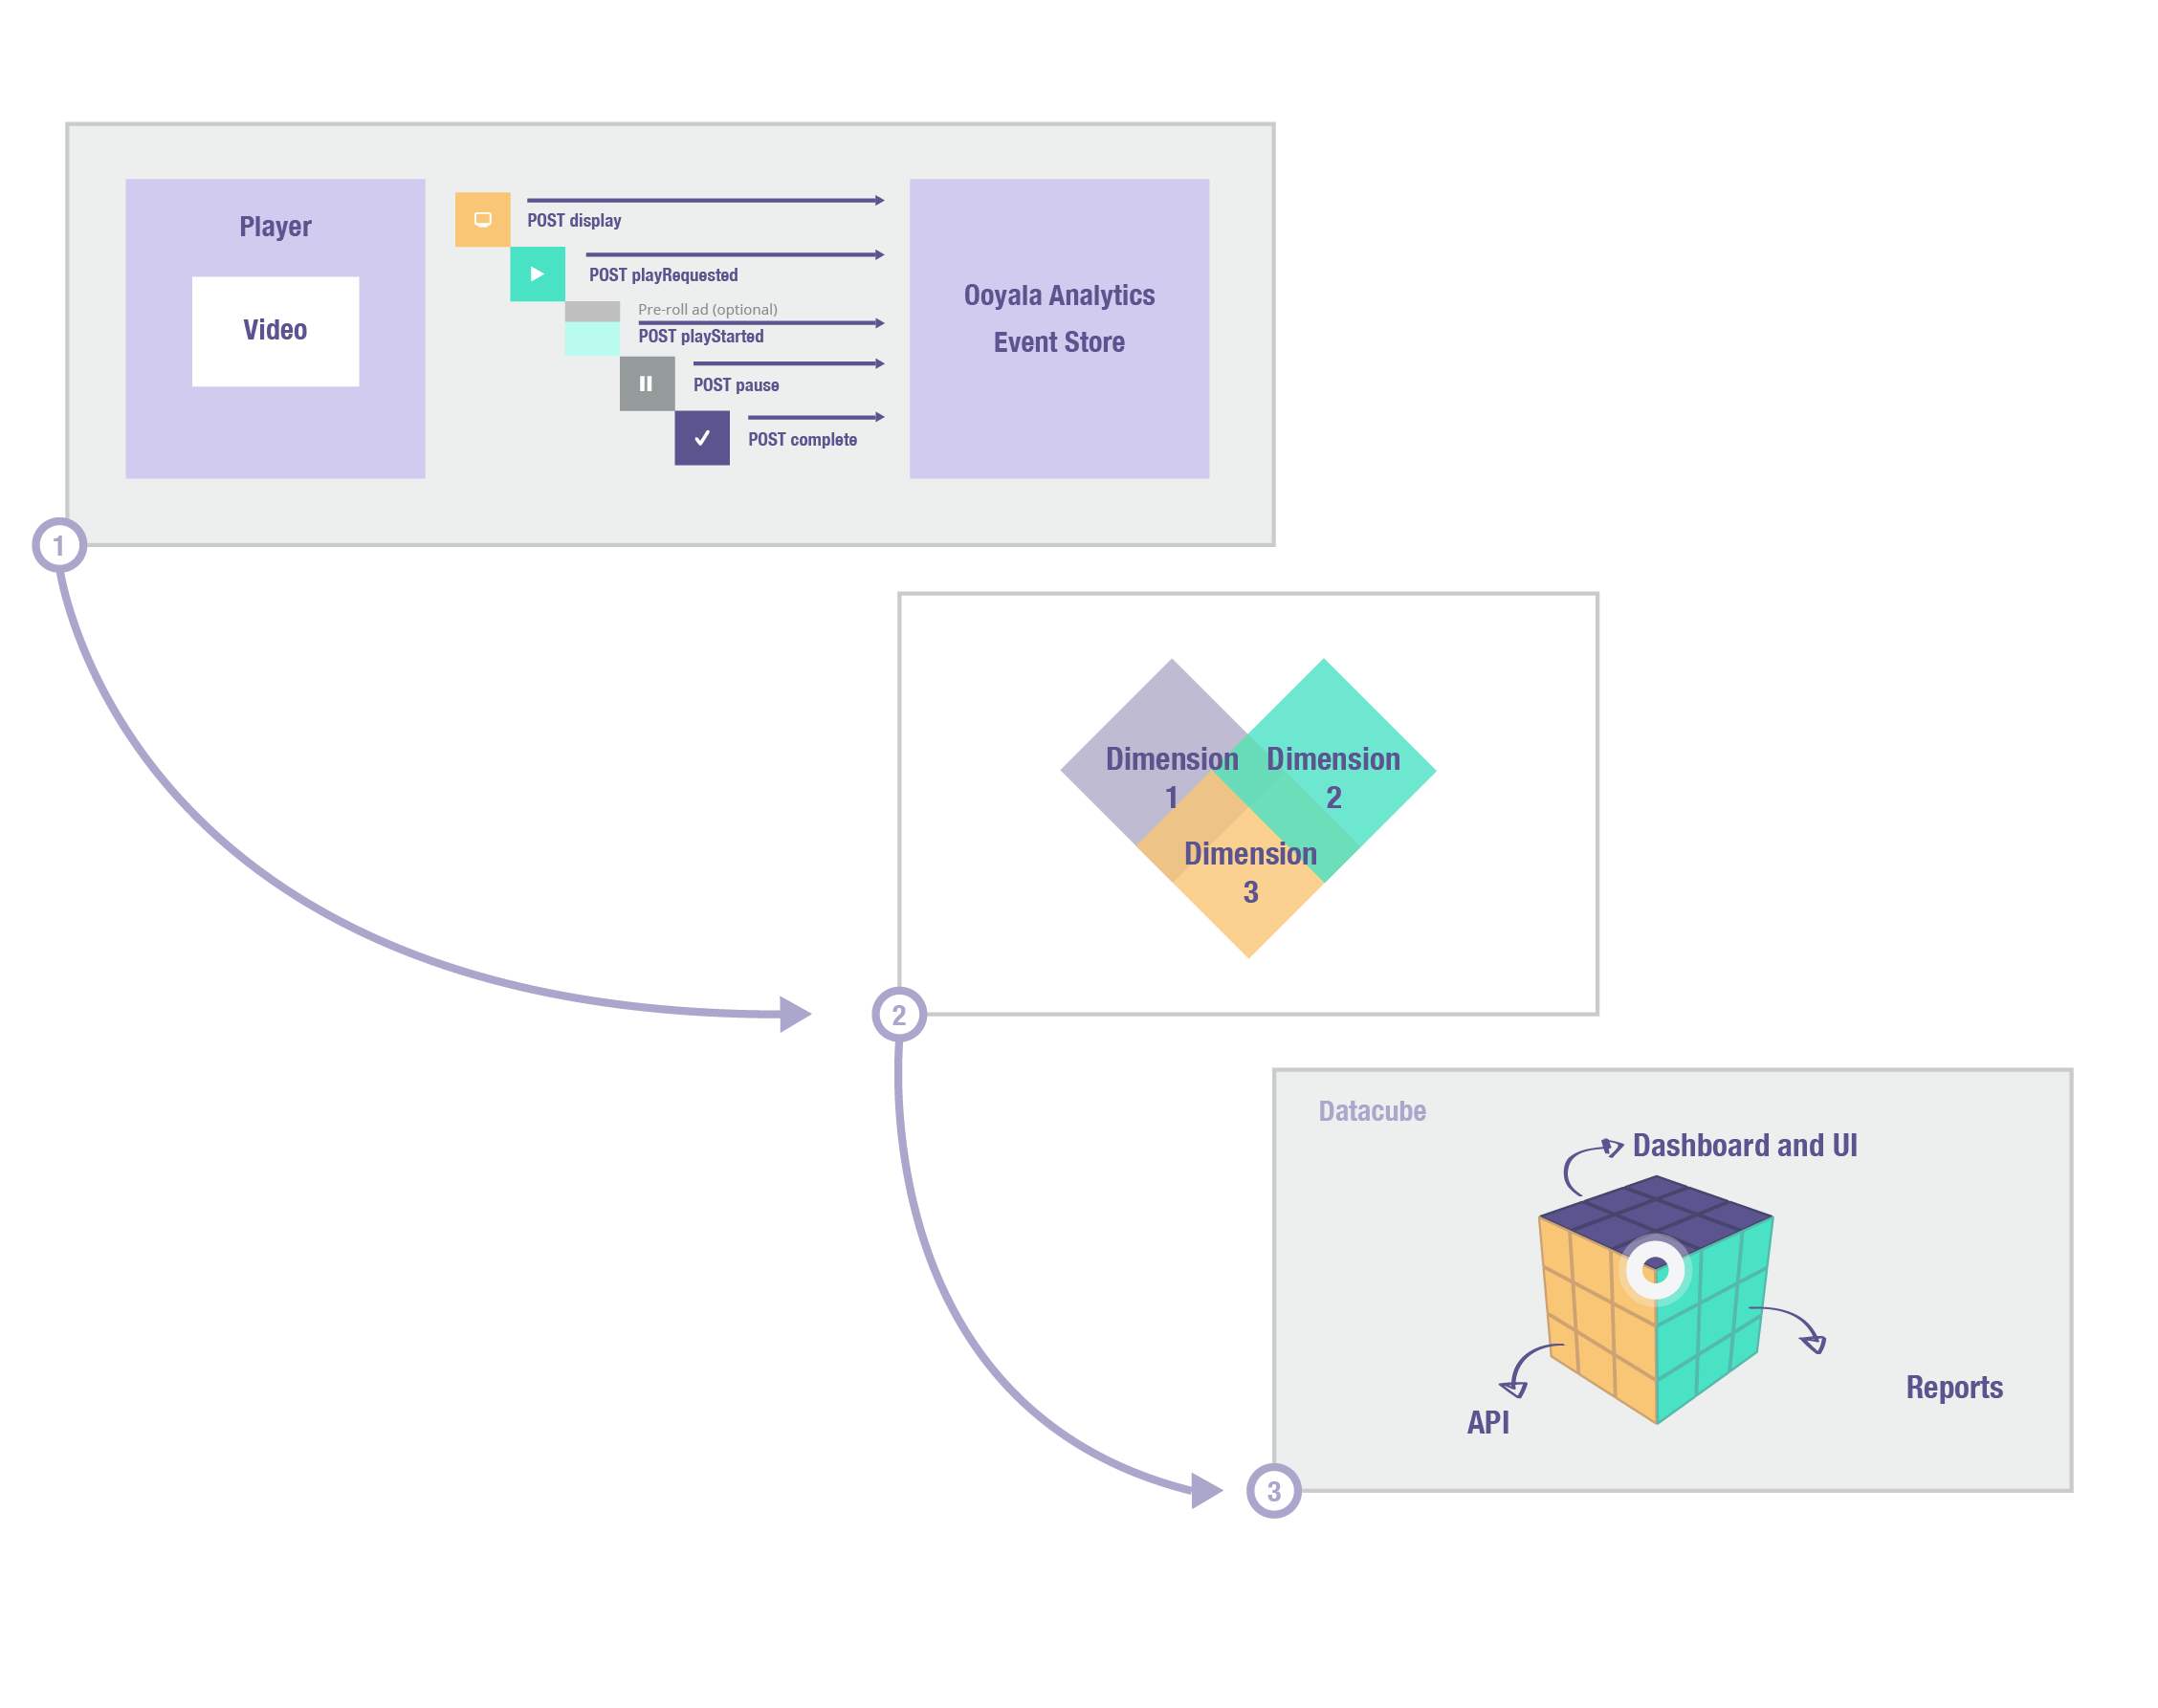 Player
Video
POST display
POST playRequested
Pre-roll ad (optional)
POST playStarted
POST pause
POST complete
Ooyala Analytics
Event Store
1
Dimension
1
Dimension
2
Dimension
3
2
Datacube
Dashboard and UI
Reports
API
3